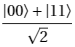 |00⟩ + |11⟩
√2